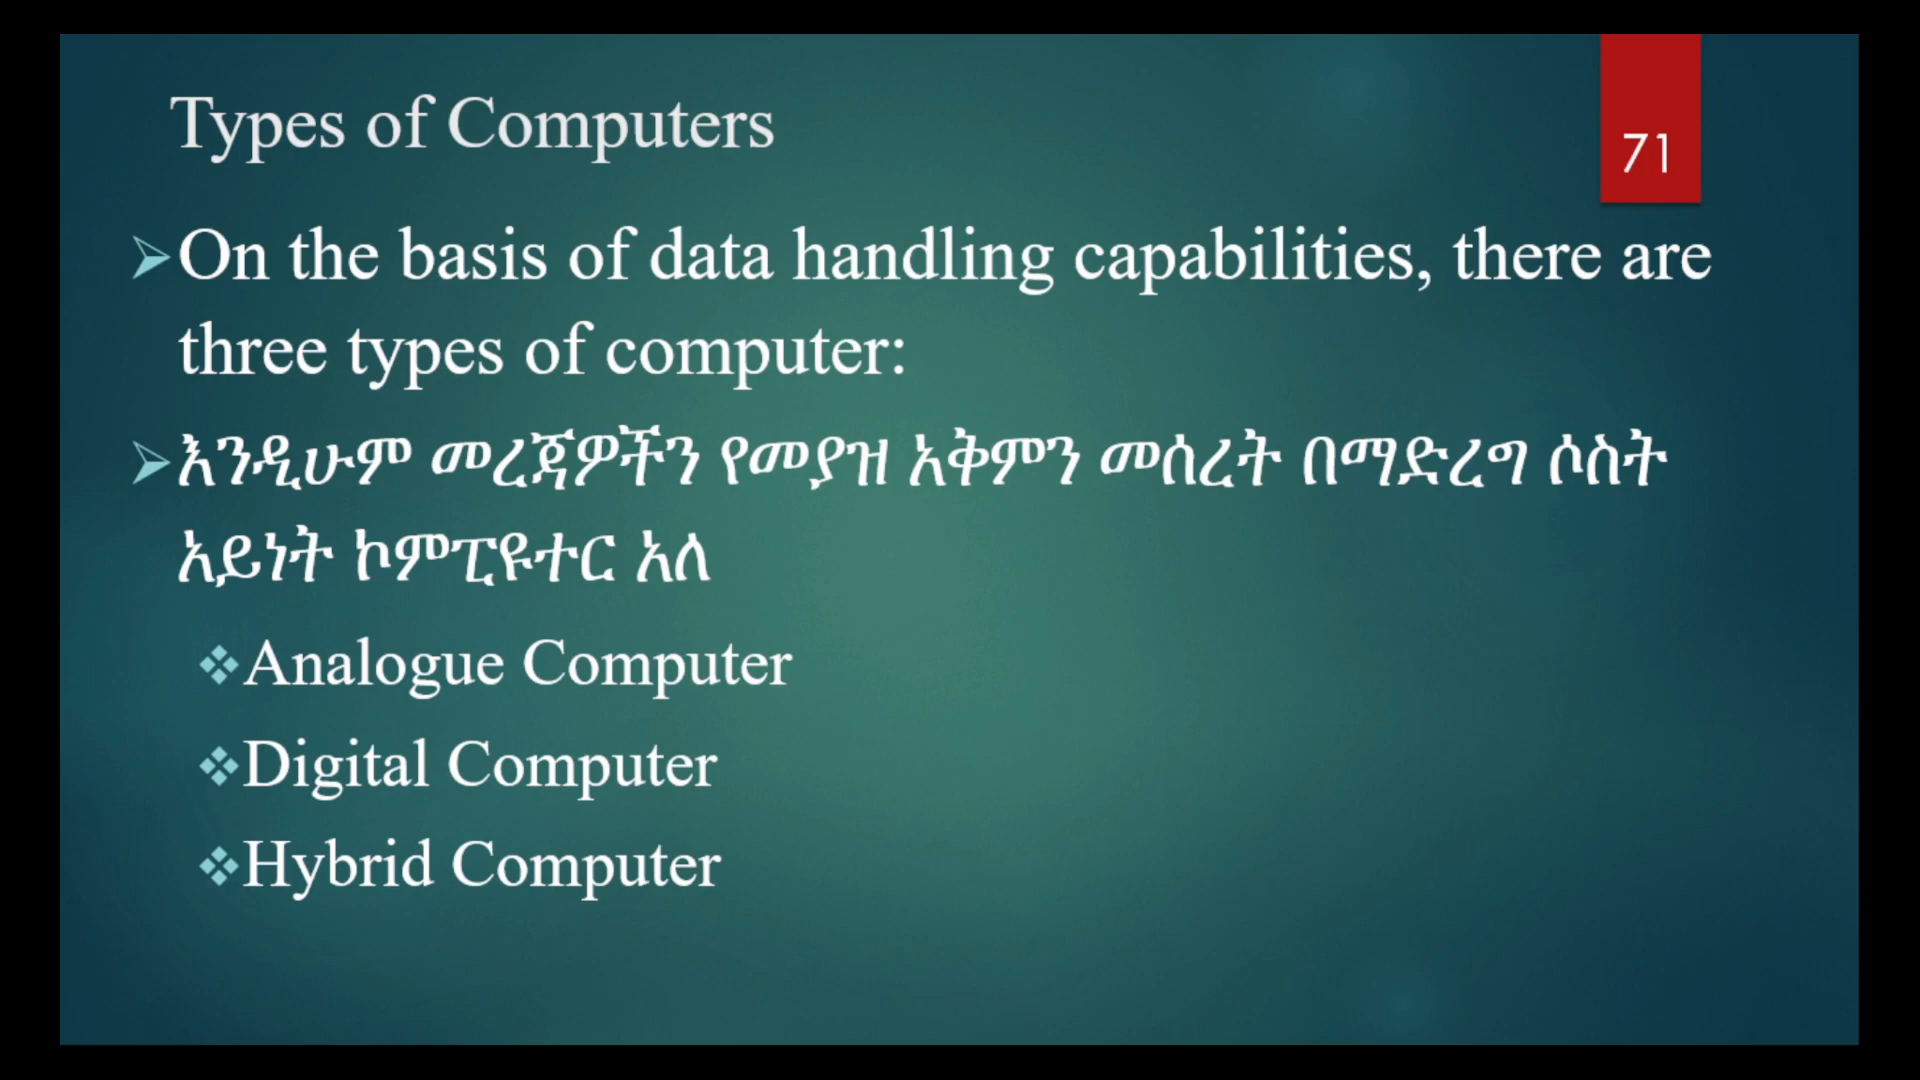 Types of Computers
71
➢On the basis of data handling capabilities, there are
three types of computer:
➢እንዲሁም መረጃዎችን የመያዝ አቅምን መሰረት በማድረግ ሶስት
አይነት ኮምፒዩተር አለ
❖Analogue Computer
❖Digital Computer
❖Hybrid Computer